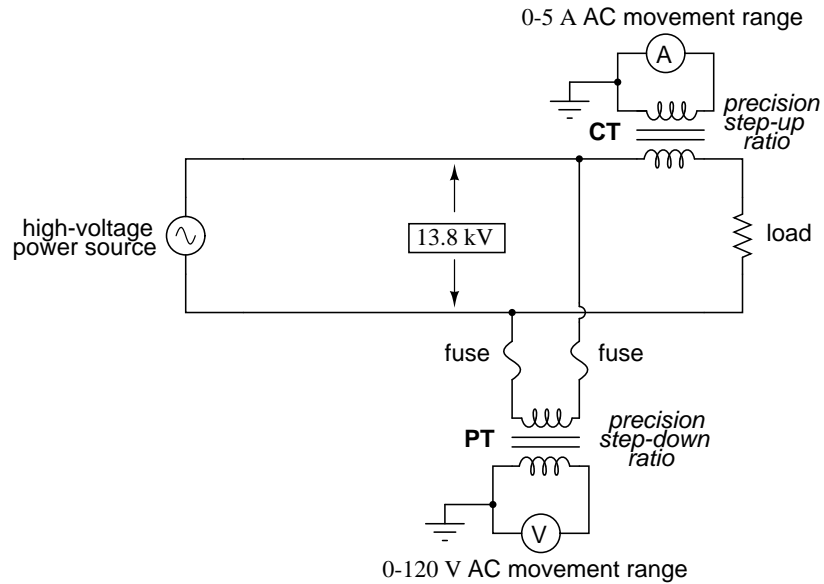 0-5 A AC movement range
A
CT
precision
step-up
ratio
high-voltage
power source
13.8 kV
load
fuse
fuse
PT
precision
step-down
ratio
V
0-120 V AC movement range